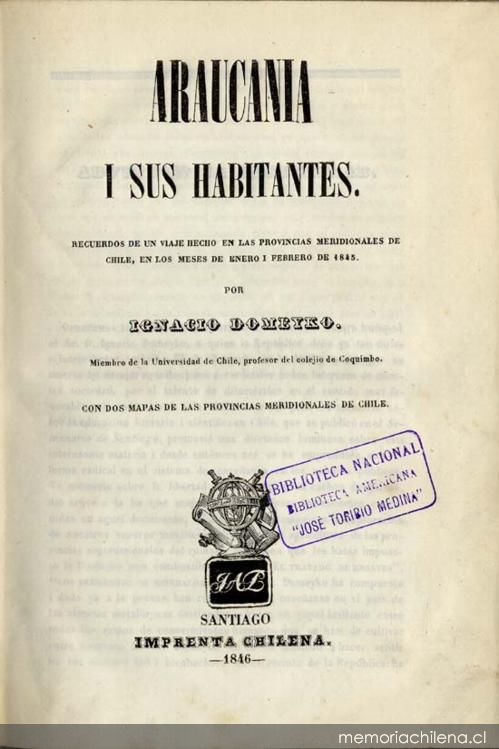 ARAUCANIA
I SUS HABITANTES.
RECUERDOS DE UN VIAJE HECHO EN LAS PROVINCIAS MERIDIONALES DE
CHILE, EN LOS MESES DE ENERO I FEBRERO DE 1845.
POR
IGNACIO DOMEYKO.
Miembro de la Universidad de Chile, profesor del colejio de Coquimbo.
CON DOS MAPAS DE LAS PROVINCIAS MERIDIONALES DE CHILE.
BIBLIOTECA NACIONAL
BIBLIOTECA AMERICANA
"JOSÉ TORIBIO MEDINA"
SANTIAGO
IMPRENTA CHILENA.
—1846—
memoriachilena.cl